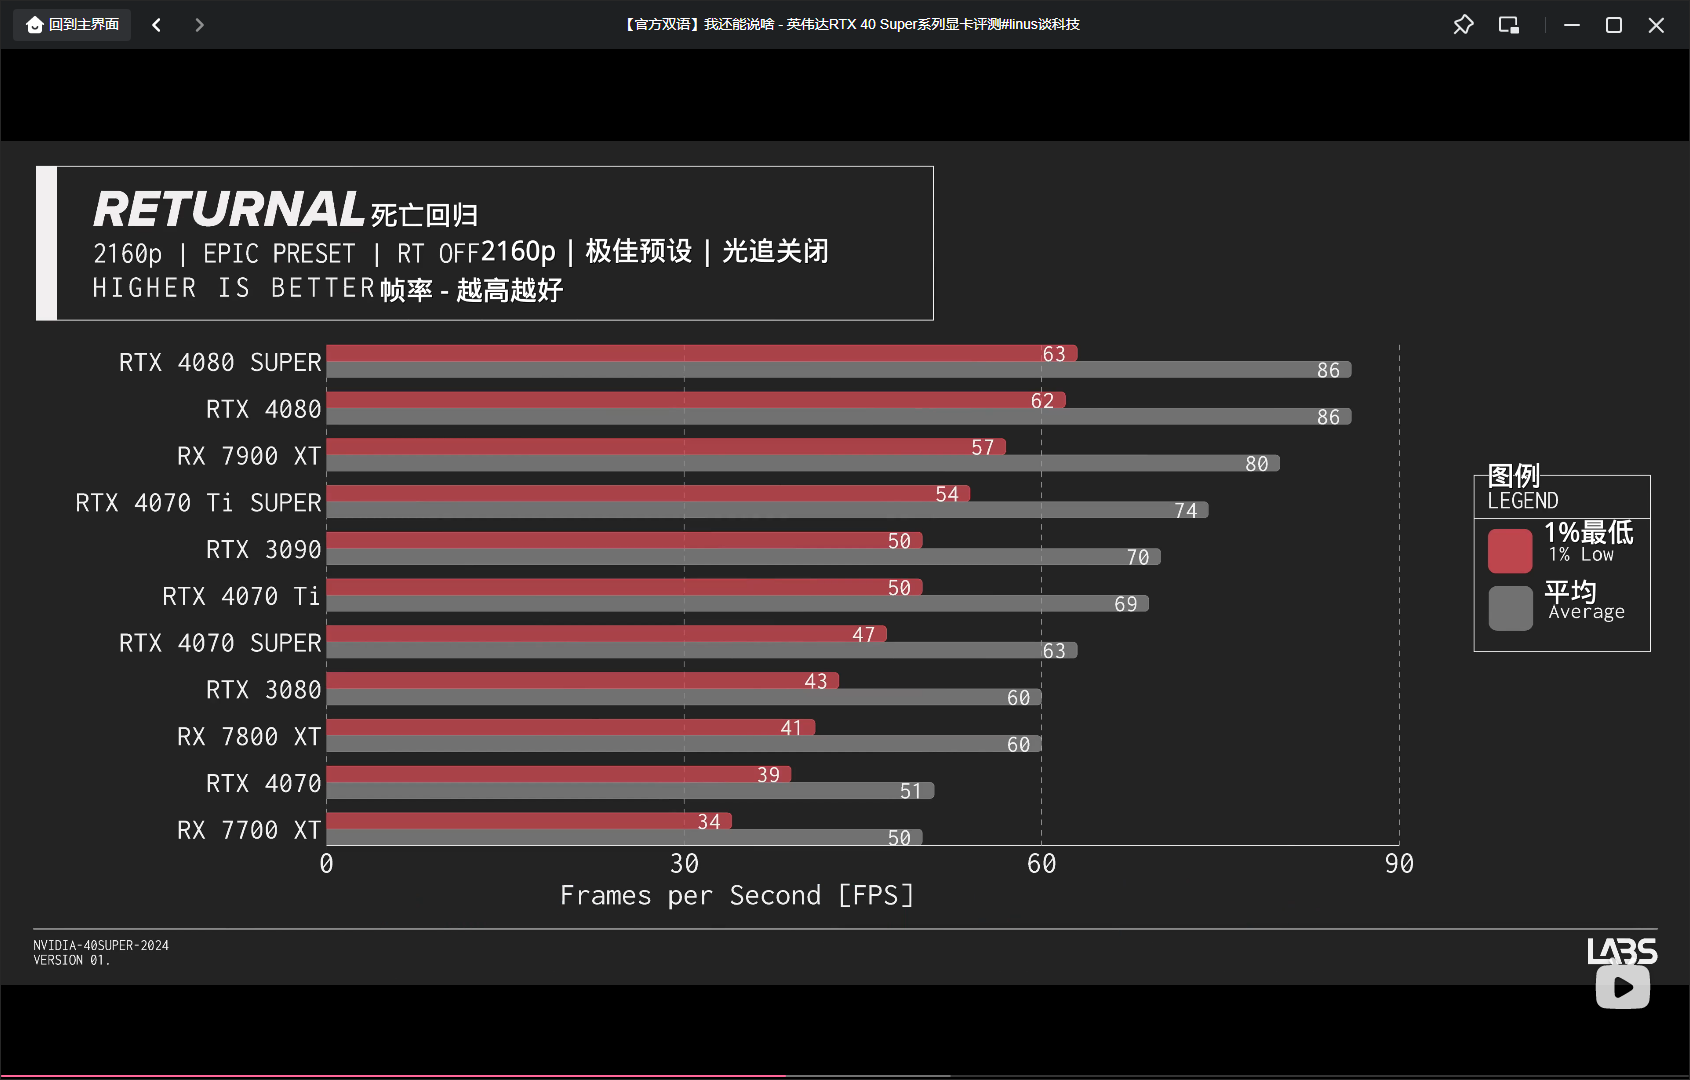 回到主界面
【官方双语】我还能说啥 - 英伟达RTX 40 Super系列显卡评测#linus谈科技
RETURNAL 死亡回归
2160p | EPIC PRESET | RT OFF2160p | 极佳预设 | 光追关闭
HIGHER IS BETTER帧率 - 越高越好
RTX 4080 SUPER 63
86
RTX 4080 62
86
RX 7900 XT 57
80
RTX 4070 Ti SUPER 54
74
RTX 3090 50
70
RTX 4070 Ti 50
69
RTX 4070 SUPER 47
63
RTX 3080 43
60
RX 7800 XT 41
60
RTX 4070 39
51
RX 7700 XT 34
50
0 30 60 90
Frames per Second [FPS]
图例
LEGEND
1%最低
1% Low
平均
Average
NVIDIA-40SUPER-2024
VERSION 01.
LABS